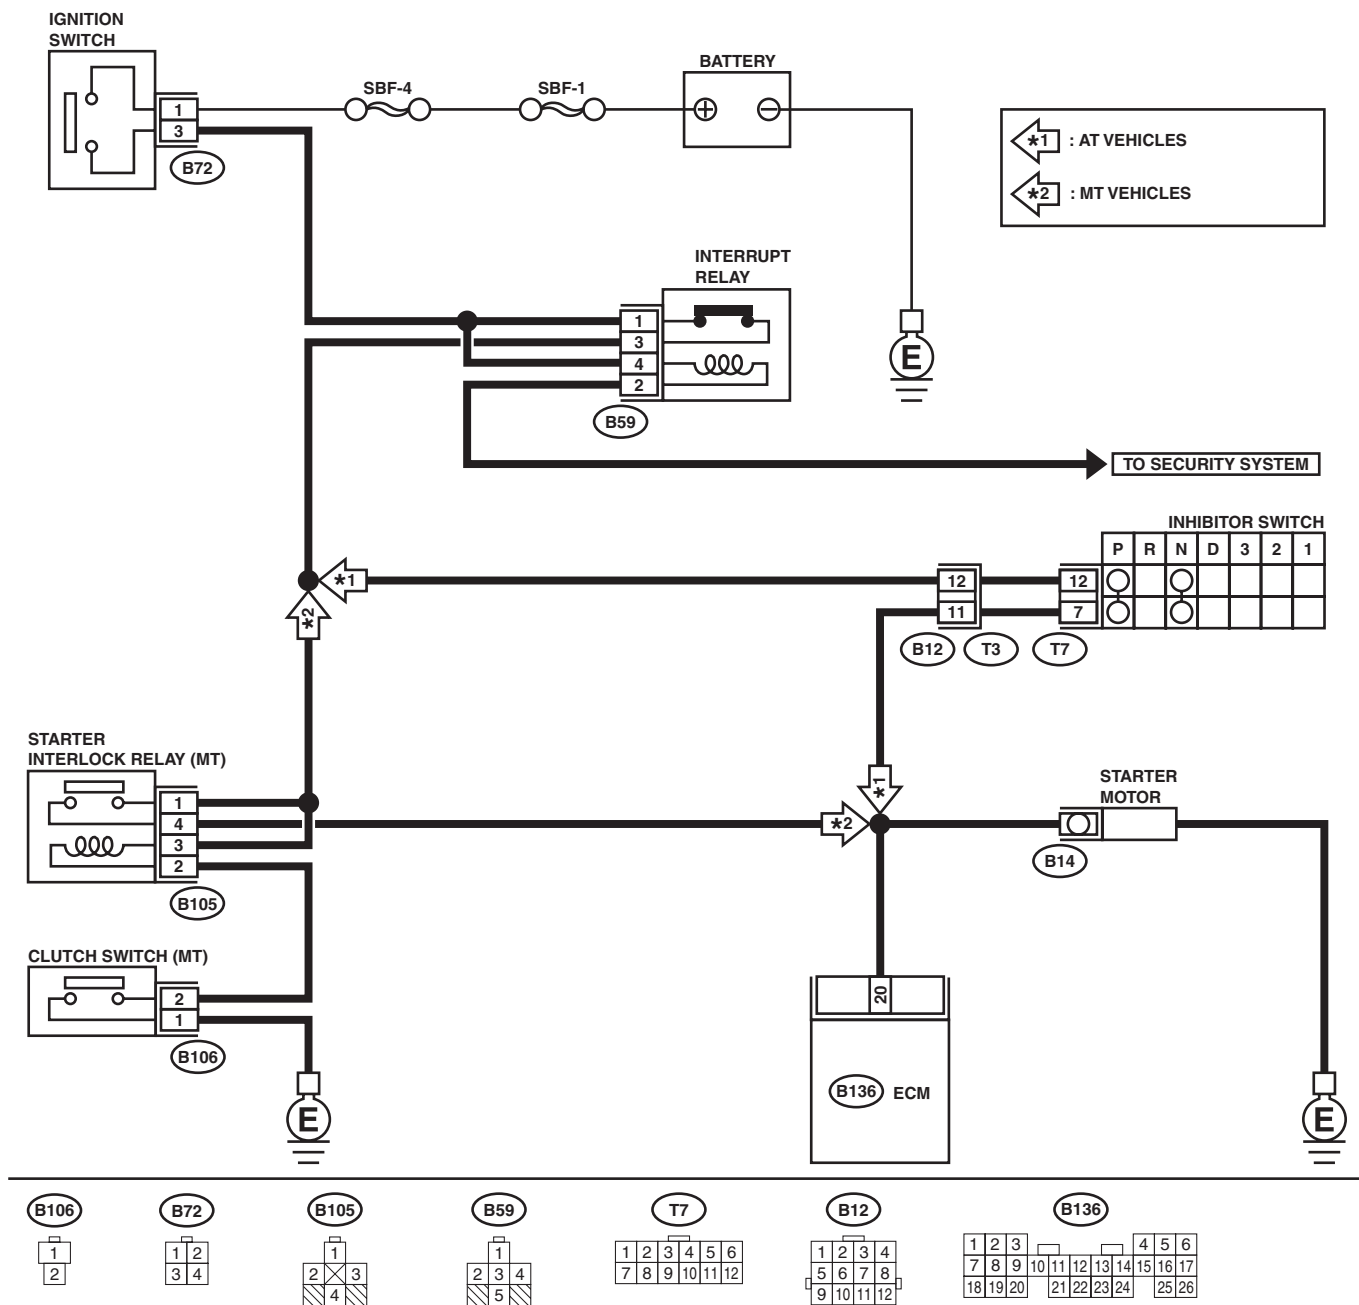 IGNITION
SWITCH
1
3
B72
SBF-4
SBF-1
BATTERY
+
−
E
*1 : AT VEHICLES
*2 : MT VEHICLES
INTERRUPT
RELAY
1
3
4
2
B59
TO SECURITY SYSTEM
INHIBITOR SWITCH
P R N D 3 2 1
*1
12
12
11
7
B12
T3
T7
*2
STARTER
INTERLOCK RELAY (MT)
1
4
3
2
B105
*1
*2
STARTER
MOTOR
B14
CLUTCH SWITCH (MT)
2
1
B106
E
20
B136 ECM
E
B106
1
2
B72
1 2
3 4
B105
1
2 3
4
B59
1
2 3 4
5
T7
1 2 3 4 5 6
7 8 9 10 11 12
B12
1 2 3 4
5 6 7 8
9 10 11 12
B136
1 2 3 4 5 6
7 8 9 10 11 12 13 14 15 16 17
18 19 20 21 22 23 24 25 26